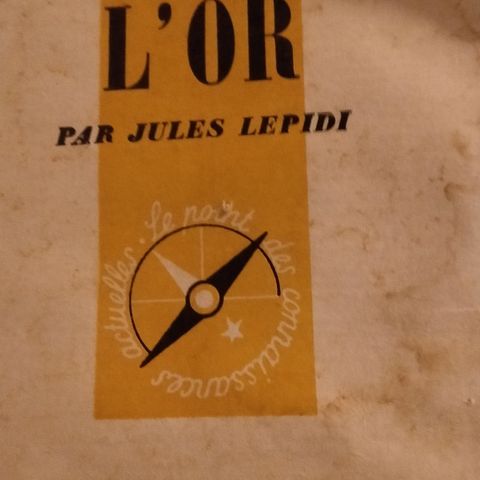 L'OR
PAR JULES LEPIDI
Le point des connaissances actuelles.